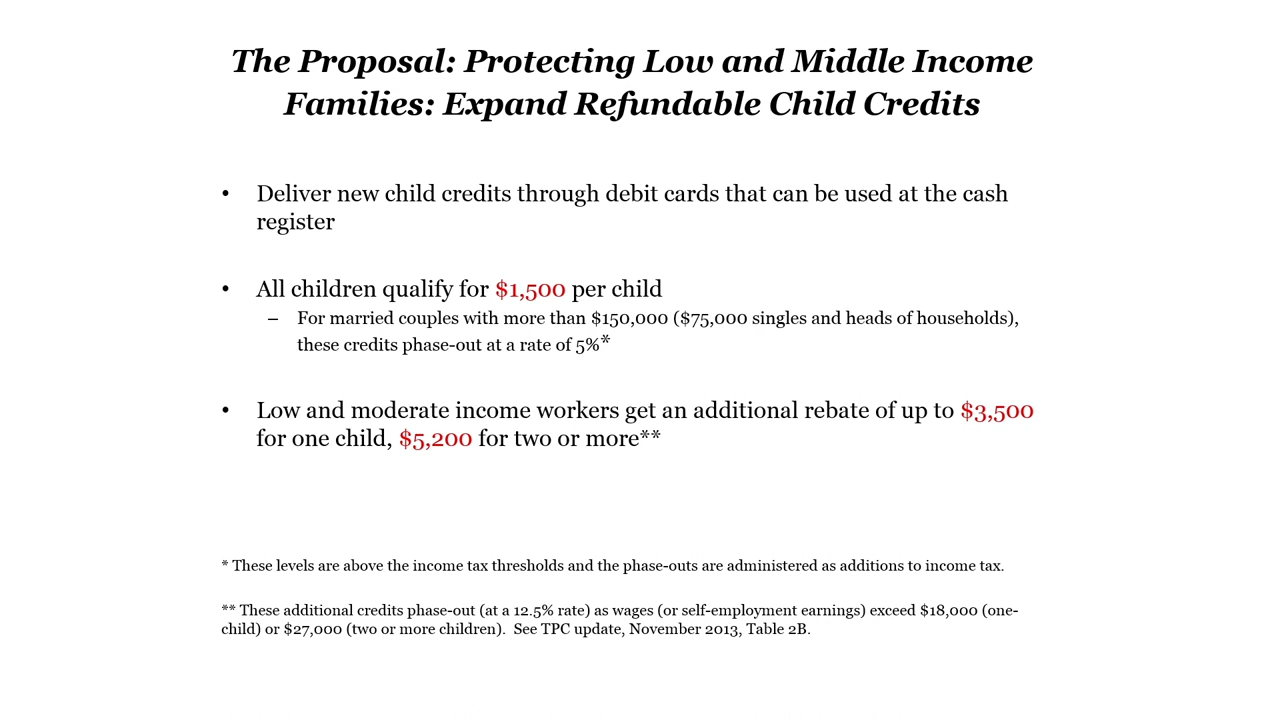 The Proposal: Protecting Low and Middle Income
Families: Expand Refundable Child Credits
• Deliver new child credits through debit cards that can be used at the cash
register
• All children qualify for $1,500 per child
– For married couples with more than $150,000 ($75,000 singles and heads of households),
these credits phase-out at a rate of 5%*
• Low and moderate income workers get an additional rebate of up to $3,500
for one child, $5,200 for two or more**
* These levels are above the income tax thresholds and the phase-outs are administered as additions to income tax.
** These additional credits phase-out (at a 12.5% rate) as wages (or self-employment earnings) exceed $18,000 (one-
child) or $27,000 (two or more children).  See TPC update, November 2013, Table 2B.